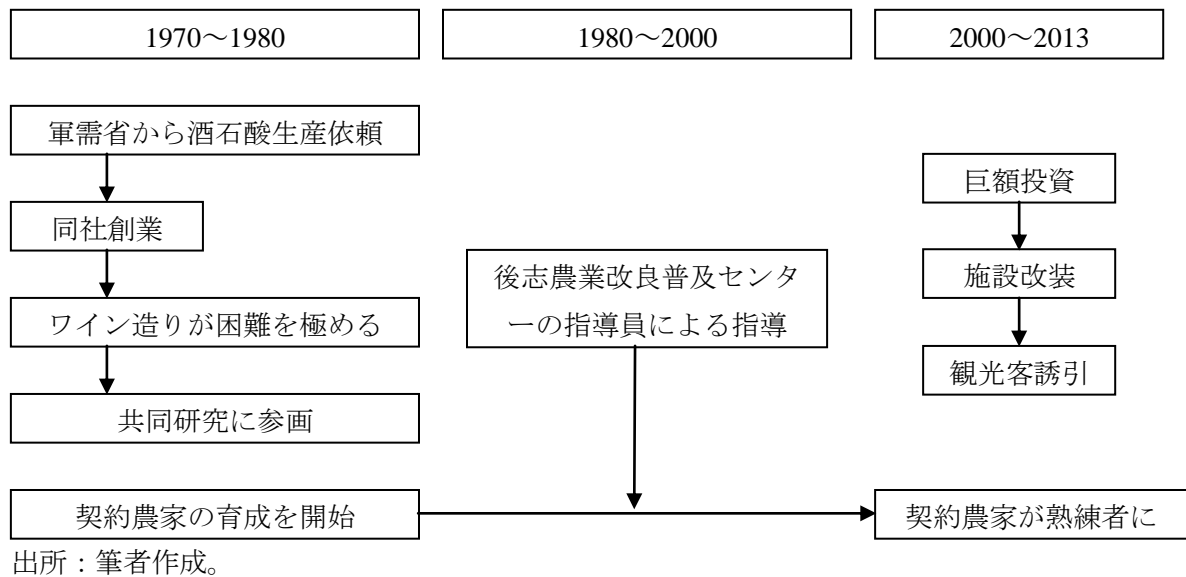 1970～1980
1980～2000
2000～2013
軍需省から酒石酸生産依頼
同社創業
ワイン造りが困難を極める
共同研究に参画
後志農業改良普及センタ
ーの指導員による指導
巨額投資
施設改装
観光客誘引
契約農家の育成を開始
契約農家が熟練者に
出所：筆者作成。